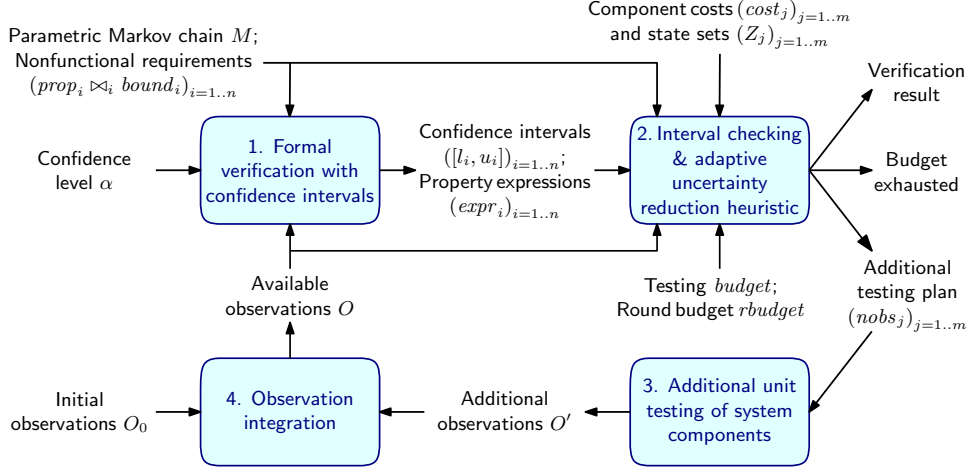 Component costs (cost_j)_{j=1..m}
and state sets (Z_j)_{j=1..m}
Parametric Markov chain M;
Nonfunctional requirements
(prop_i ⋈_i bound_i)_{i=1..n}
Verification
result
Confidence
level α
1. Formal
verification with
confidence intervals
Confidence intervals
([l_i, u_i])_{i=1..n};
Property expressions
(expr_i)_{i=1..n}
2. Interval checking
& adaptive
uncertainty
reduction heuristic
Budget
exhausted
Available
observations O
Testing budget;
Round budget rbudget
Additional
testing plan
(nobs_j)_{j=1..m}
Initial
observations O_0
4. Observation
integration
Additional
observations O′
3. Additional unit
testing of system
components